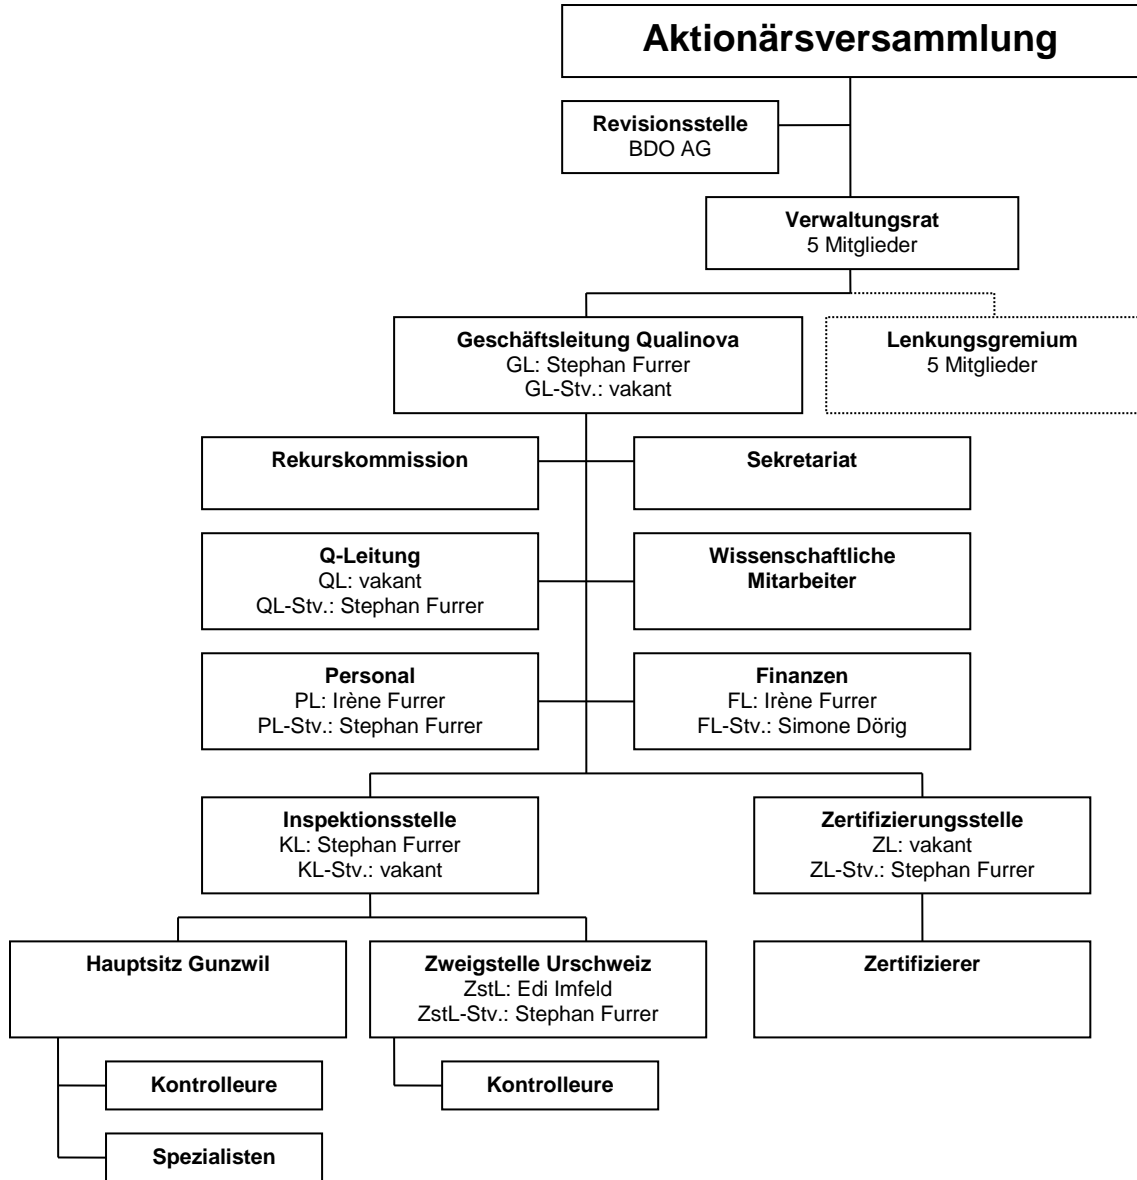 Aktionärsversammlung
Revisionsstelle
BDO AG
Verwaltungsrat
5 Mitglieder
Geschäftsleitung Qualinova
GL: Stephan Furrer
GL-Stv.: vakant
Lenkungsgremium
5 Mitglieder
Rekurskommission
Sekretariat
Q-Leitung
QL: vakant
QL-Stv.: Stephan Furrer
Wissenschaftliche
Mitarbeiter
Personal
PL: Irène Furrer
PL-Stv.: Stephan Furrer
Finanzen
FL: Irène Furrer
FL-Stv.: Simone Dörig
Inspektionsstelle
KL: Stephan Furrer
KL-Stv.: vakant
Zertifizierungsstelle
ZL: vakant
ZL-Stv.: Stephan Furrer
Hauptsitz Gunzwil
Zweigstelle Urschweiz
ZstL: Edi Imfeld
ZstL-Stv.: Stephan Furrer
Zertifizierer
Kontrolleure
Kontrolleure
Spezialisten